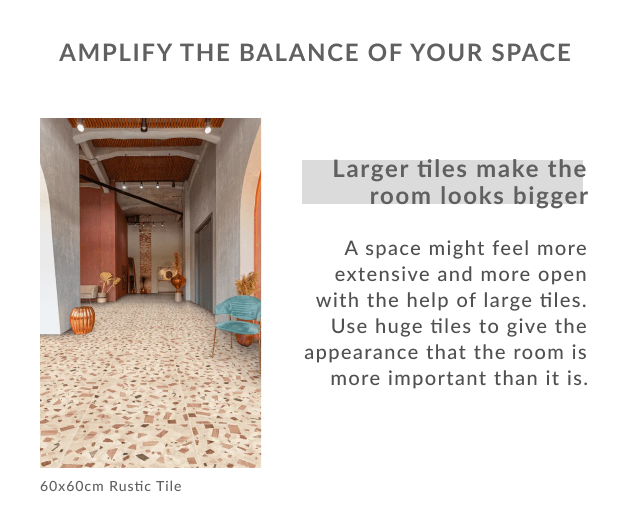 AMPLIFY THE BALANCE OF YOUR SPACE
Larger tiles make the
room looks bigger
A space might feel more
extensive and more open
with the help of large tiles.
Use huge tiles to give the
appearance that the room is
more important than it is.
60x60cm Rustic Tile